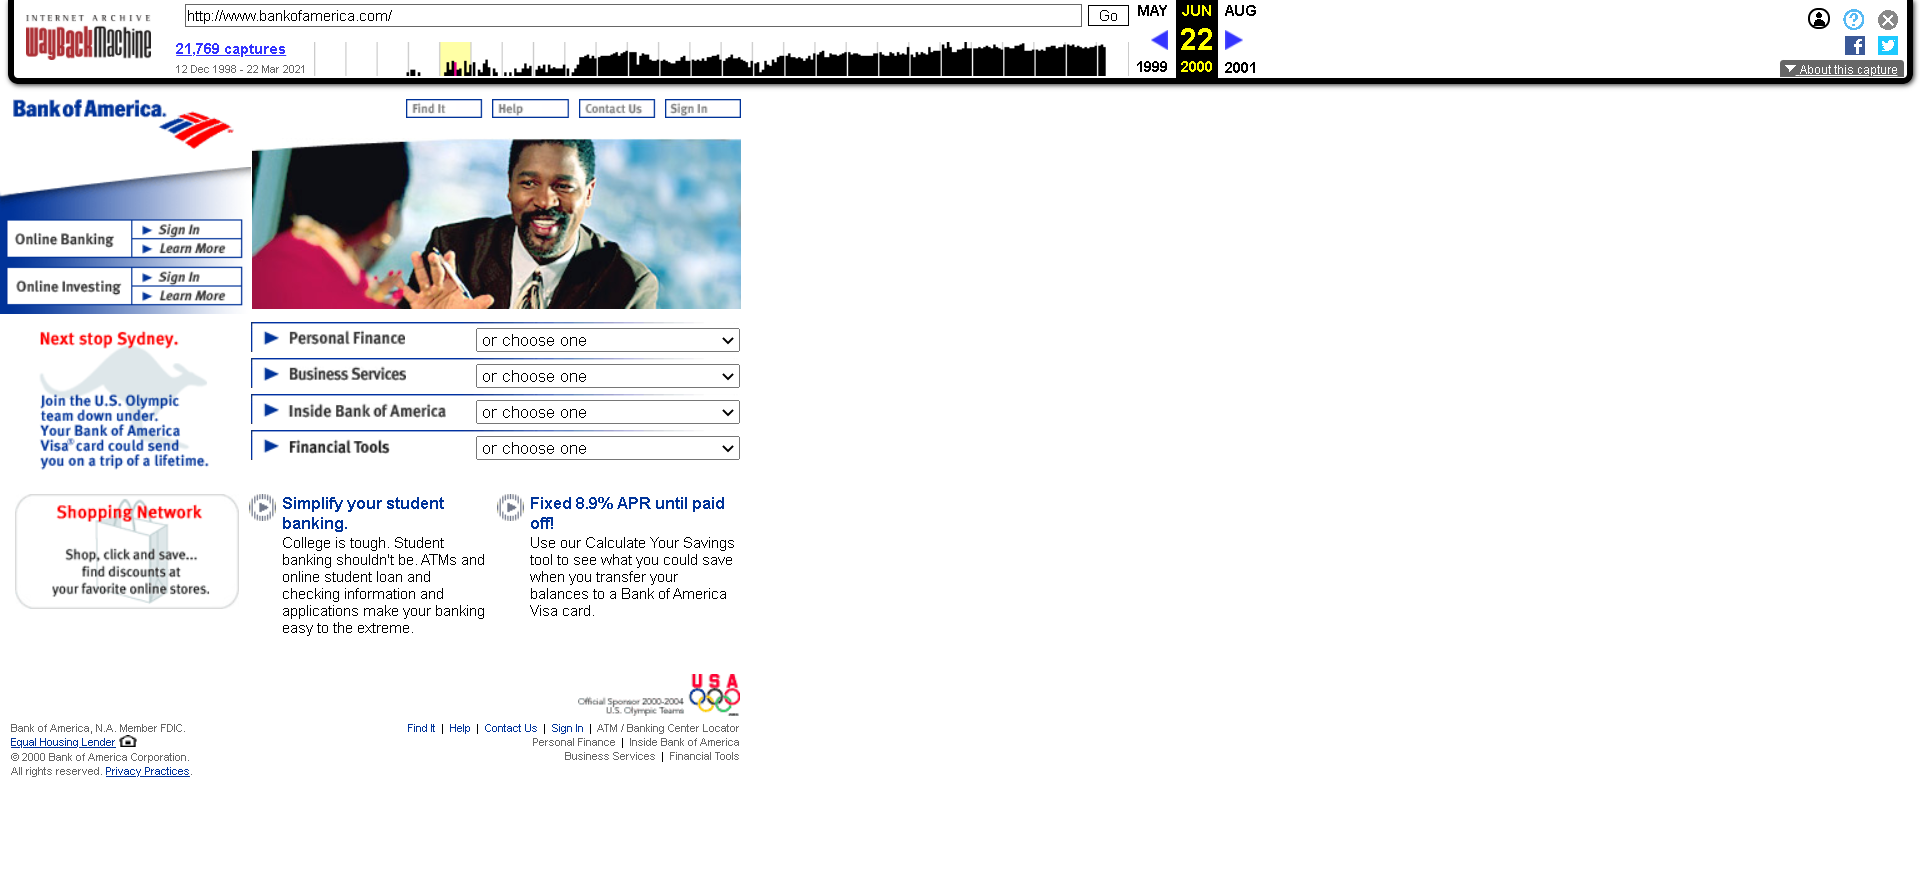 INTERNET ARCHIVE
WayBackMachine
http://www.bankofamerica.com/
Go
MAY
JUN
AUG
21,769 captures
22
12 Dec 1998 - 22 Mar 2021
1999
2000
2001
About this capture
Bank of America.
Find It
Help
Contact Us
Sign In
Online Banking
Sign In
Learn More
Online Investing
Sign In
Learn More
Next stop Sydney.
Join the U.S. Olympic
team down under.
Your Bank of America
Visa® card could send
you on a trip of a lifetime.
Personal Finance
or choose one
Business Services
or choose one
Inside Bank of America
or choose one
Financial Tools
or choose one
Shopping Network
Shop, click and save...
find discounts at
your favorite online stores.
Simplify your student
banking.
College is tough. Student
banking shouldn't be. ATMs and
online student loan and
checking information and
applications make your banking
easy to the extreme.
Fixed 8.9% APR until paid
off!
Use our Calculate Your Savings
tool to see what you could save
when you transfer your
balances to a Bank of America
Visa card.
USA
Official Sponsor 2000-2004
U.S. Olympic Teams
Bank of America, N.A. Member FDIC.
Equal Housing Lender
© 2000 Bank of America Corporation.
All rights reserved. Privacy Practices.
Find It | Help | Contact Us | Sign In | ATM / Banking Center Locator
Personal Finance | Inside Bank of America
Business Services | Financial Tools